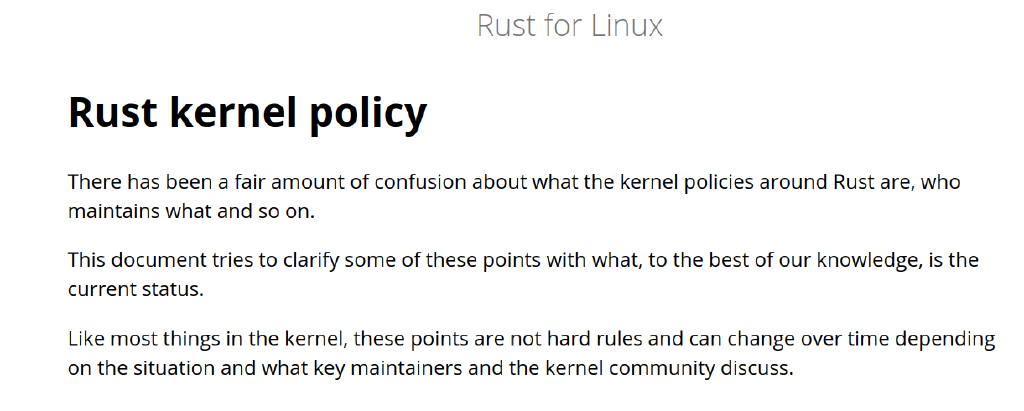 Rust for Linux
Rust kernel policy
There has been a fair amount of confusion about what the kernel policies around Rust are, who
maintains what and so on.
This document tries to clarify some of these points with what, to the best of our knowledge, is the
current status.
Like most things in the kernel, these points are not hard rules and can change over time depending
on the situation and what key maintainers and the kernel community discuss.